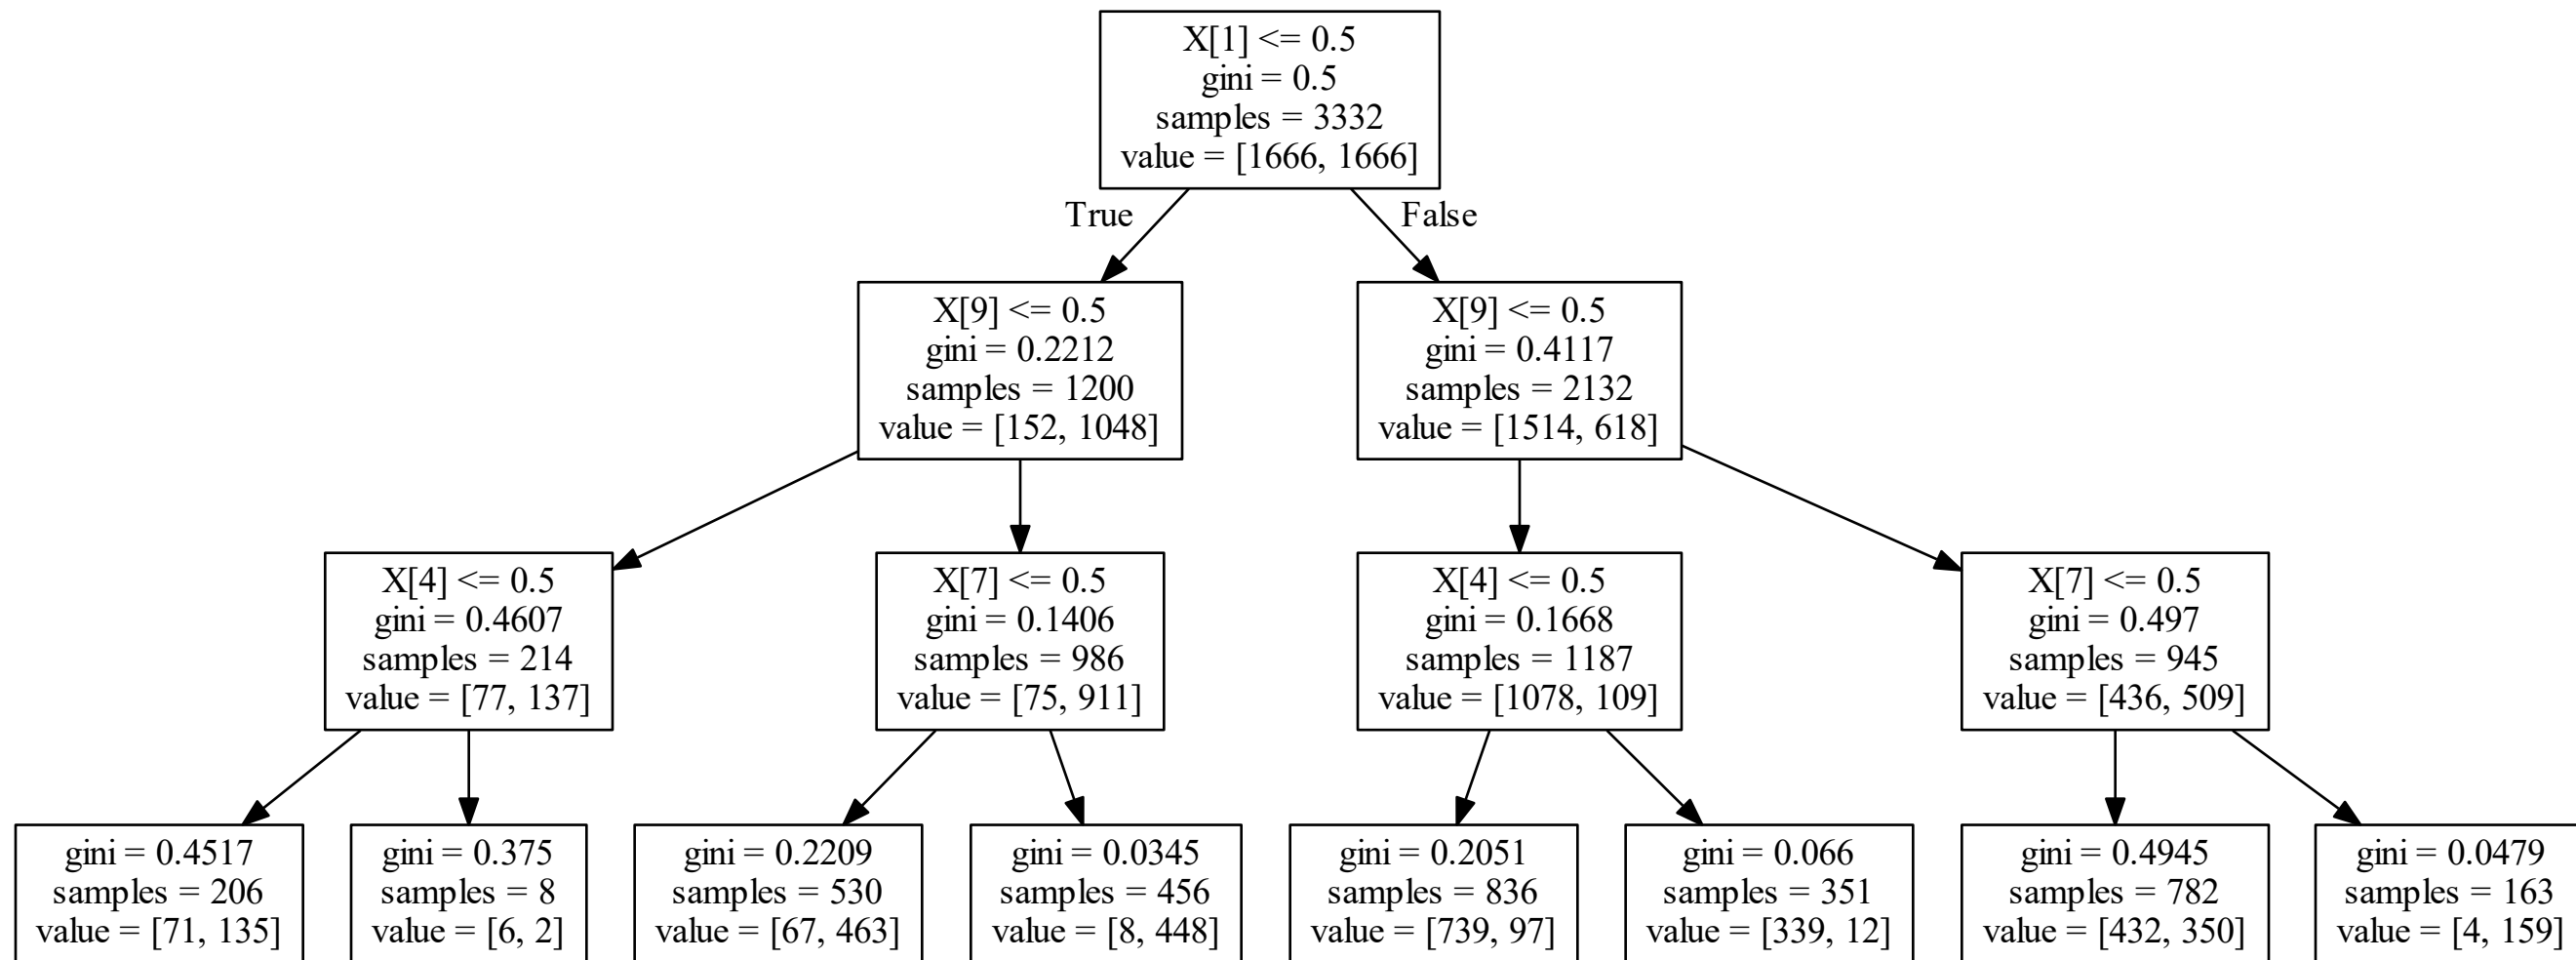 X[1] <= 0.5
gini = 0.5
samples = 3332
value = [1666, 1666]
True
False
X[9] <= 0.5
gini = 0.2212
samples = 1200
value = [152, 1048]
X[9] <= 0.5
gini = 0.4117
samples = 2132
value = [1514, 618]
X[4] <= 0.5
gini = 0.4607
samples = 214
value = [77, 137]
X[7] <= 0.5
gini = 0.1406
samples = 986
value = [75, 911]
X[4] <= 0.5
gini = 0.1668
samples = 1187
value = [1078, 109]
X[7] <= 0.5
gini = 0.497
samples = 945
value = [436, 509]
gini = 0.4517
samples = 206
value = [71, 135]
gini = 0.375
samples = 8
value = [6, 2]
gini = 0.2209
samples = 530
value = [67, 463]
gini = 0.0345
samples = 456
value = [8, 448]
gini = 0.2051
samples = 836
value = [739, 97]
gini = 0.066
samples = 351
value = [339, 12]
gini = 0.4945
samples = 782
value = [432, 350]
gini = 0.0479
samples = 163
value = [4, 159]